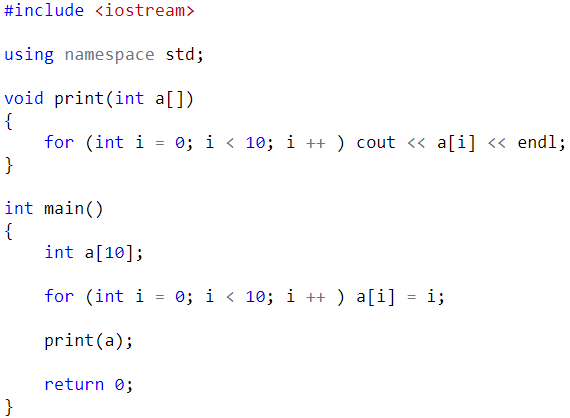 #include <iostream>
using namespace std;
void print(int a[])
{
    for (int i = 0; i < 10; i ++ ) cout << a[i] << endl;
}
int main()
{
    int a[10];
    for (int i = 0; i < 10; i ++ ) a[i] = i;
    print(a);
    return 0;
}